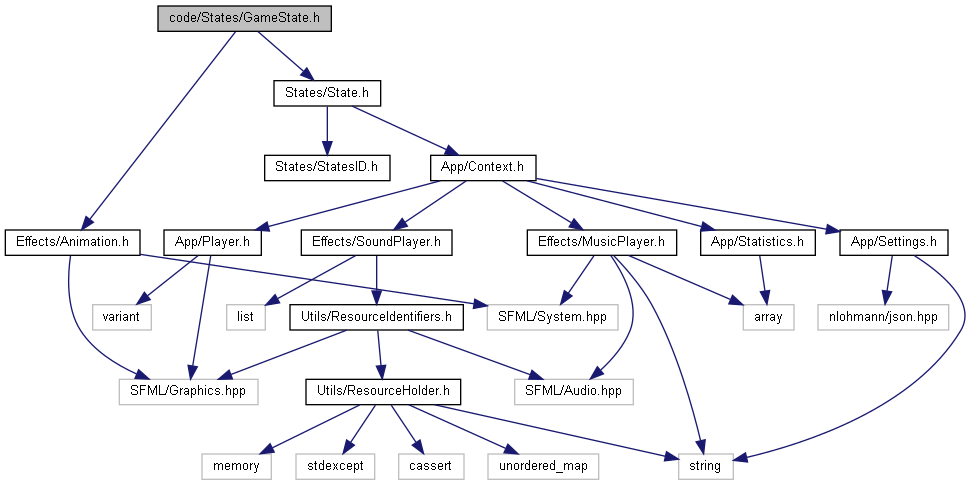 code/States/GameState.h
States/State.h
States/StatesID.h
App/Context.h
Effects/Animation.h
App/Player.h
Effects/SoundPlayer.h
Effects/MusicPlayer.h
App/Statistics.h
App/Settings.h
variant
list
Utils/ResourceIdentifiers.h
SFML/System.hpp
array
nlohmann/json.hpp
SFML/Graphics.hpp
Utils/ResourceHolder.h
SFML/Audio.hpp
memory
stdexcept
cassert
unordered_map
string